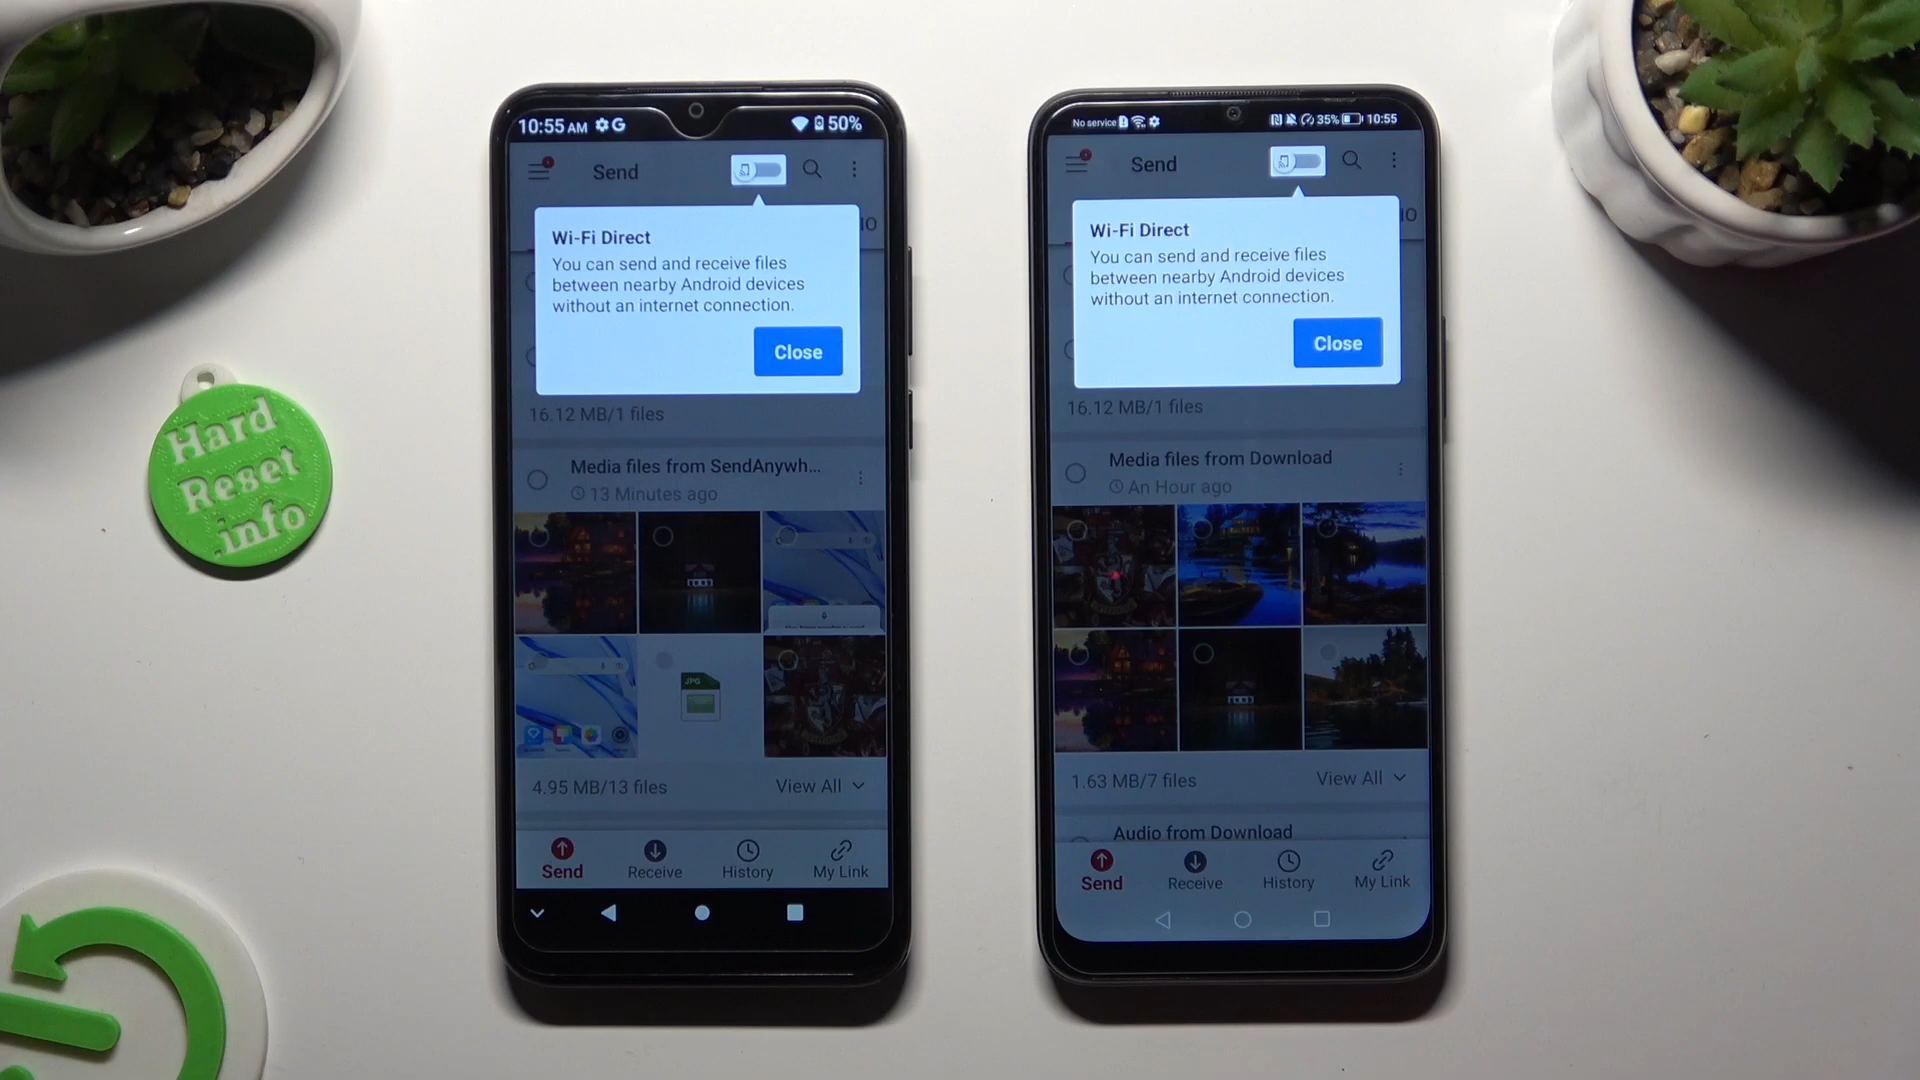 Hard
Reset
.info
10:55 AM
50%
Send
Wi-Fi Direct
You can send and receive files
between nearby Android devices
without an internet connection.
Close
16.12 MB/1 files
Media files from SendAnywh...
13 Minutes ago
JPG
4.95 MB/13 files
View All
Send
Receive
History
My Link
No service
35%
10:55
Send
IO
Wi-Fi Direct
You can send and receive files
between nearby Android devices
without an internet connection.
Close
16.12 MB/1 files
Media files from Download
An Hour ago
1.63 MB/7 files
View All
Audio from Download
Send
Receive
History
My Link